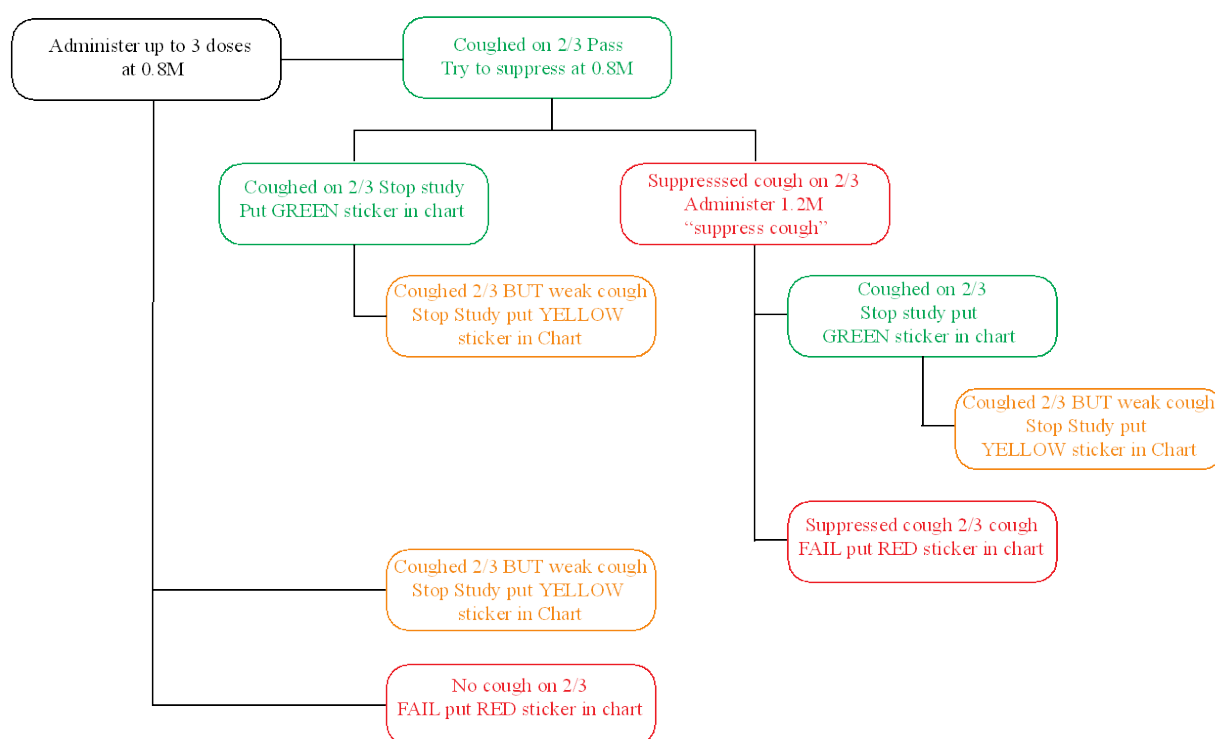 Administer up to 3 doses
at 0.8M
Coughed on 2/3 Pass
Try to suppress at 0.8M
Coughed on 2/3 Stop study
Put GREEN sticker in chart
Suppresssed cough on 2/3
Administer 1.2M
“suppress cough”
Coughed 2/3 BUT weak cough
Stop Study put YELLOW
sticker in Chart
Coughed on 2/3
Stop study put
GREEN sticker in chart
Coughed 2/3 BUT weak cough
Stop Study put
YELLOW sticker in Chart
Suppressed cough 2/3 cough
FAIL put RED sticker in chart
Coughed 2/3 BUT weak cough
Stop Study put YELLOW
sticker in Chart
No cough on 2/3
FAIL put RED sticker in chart